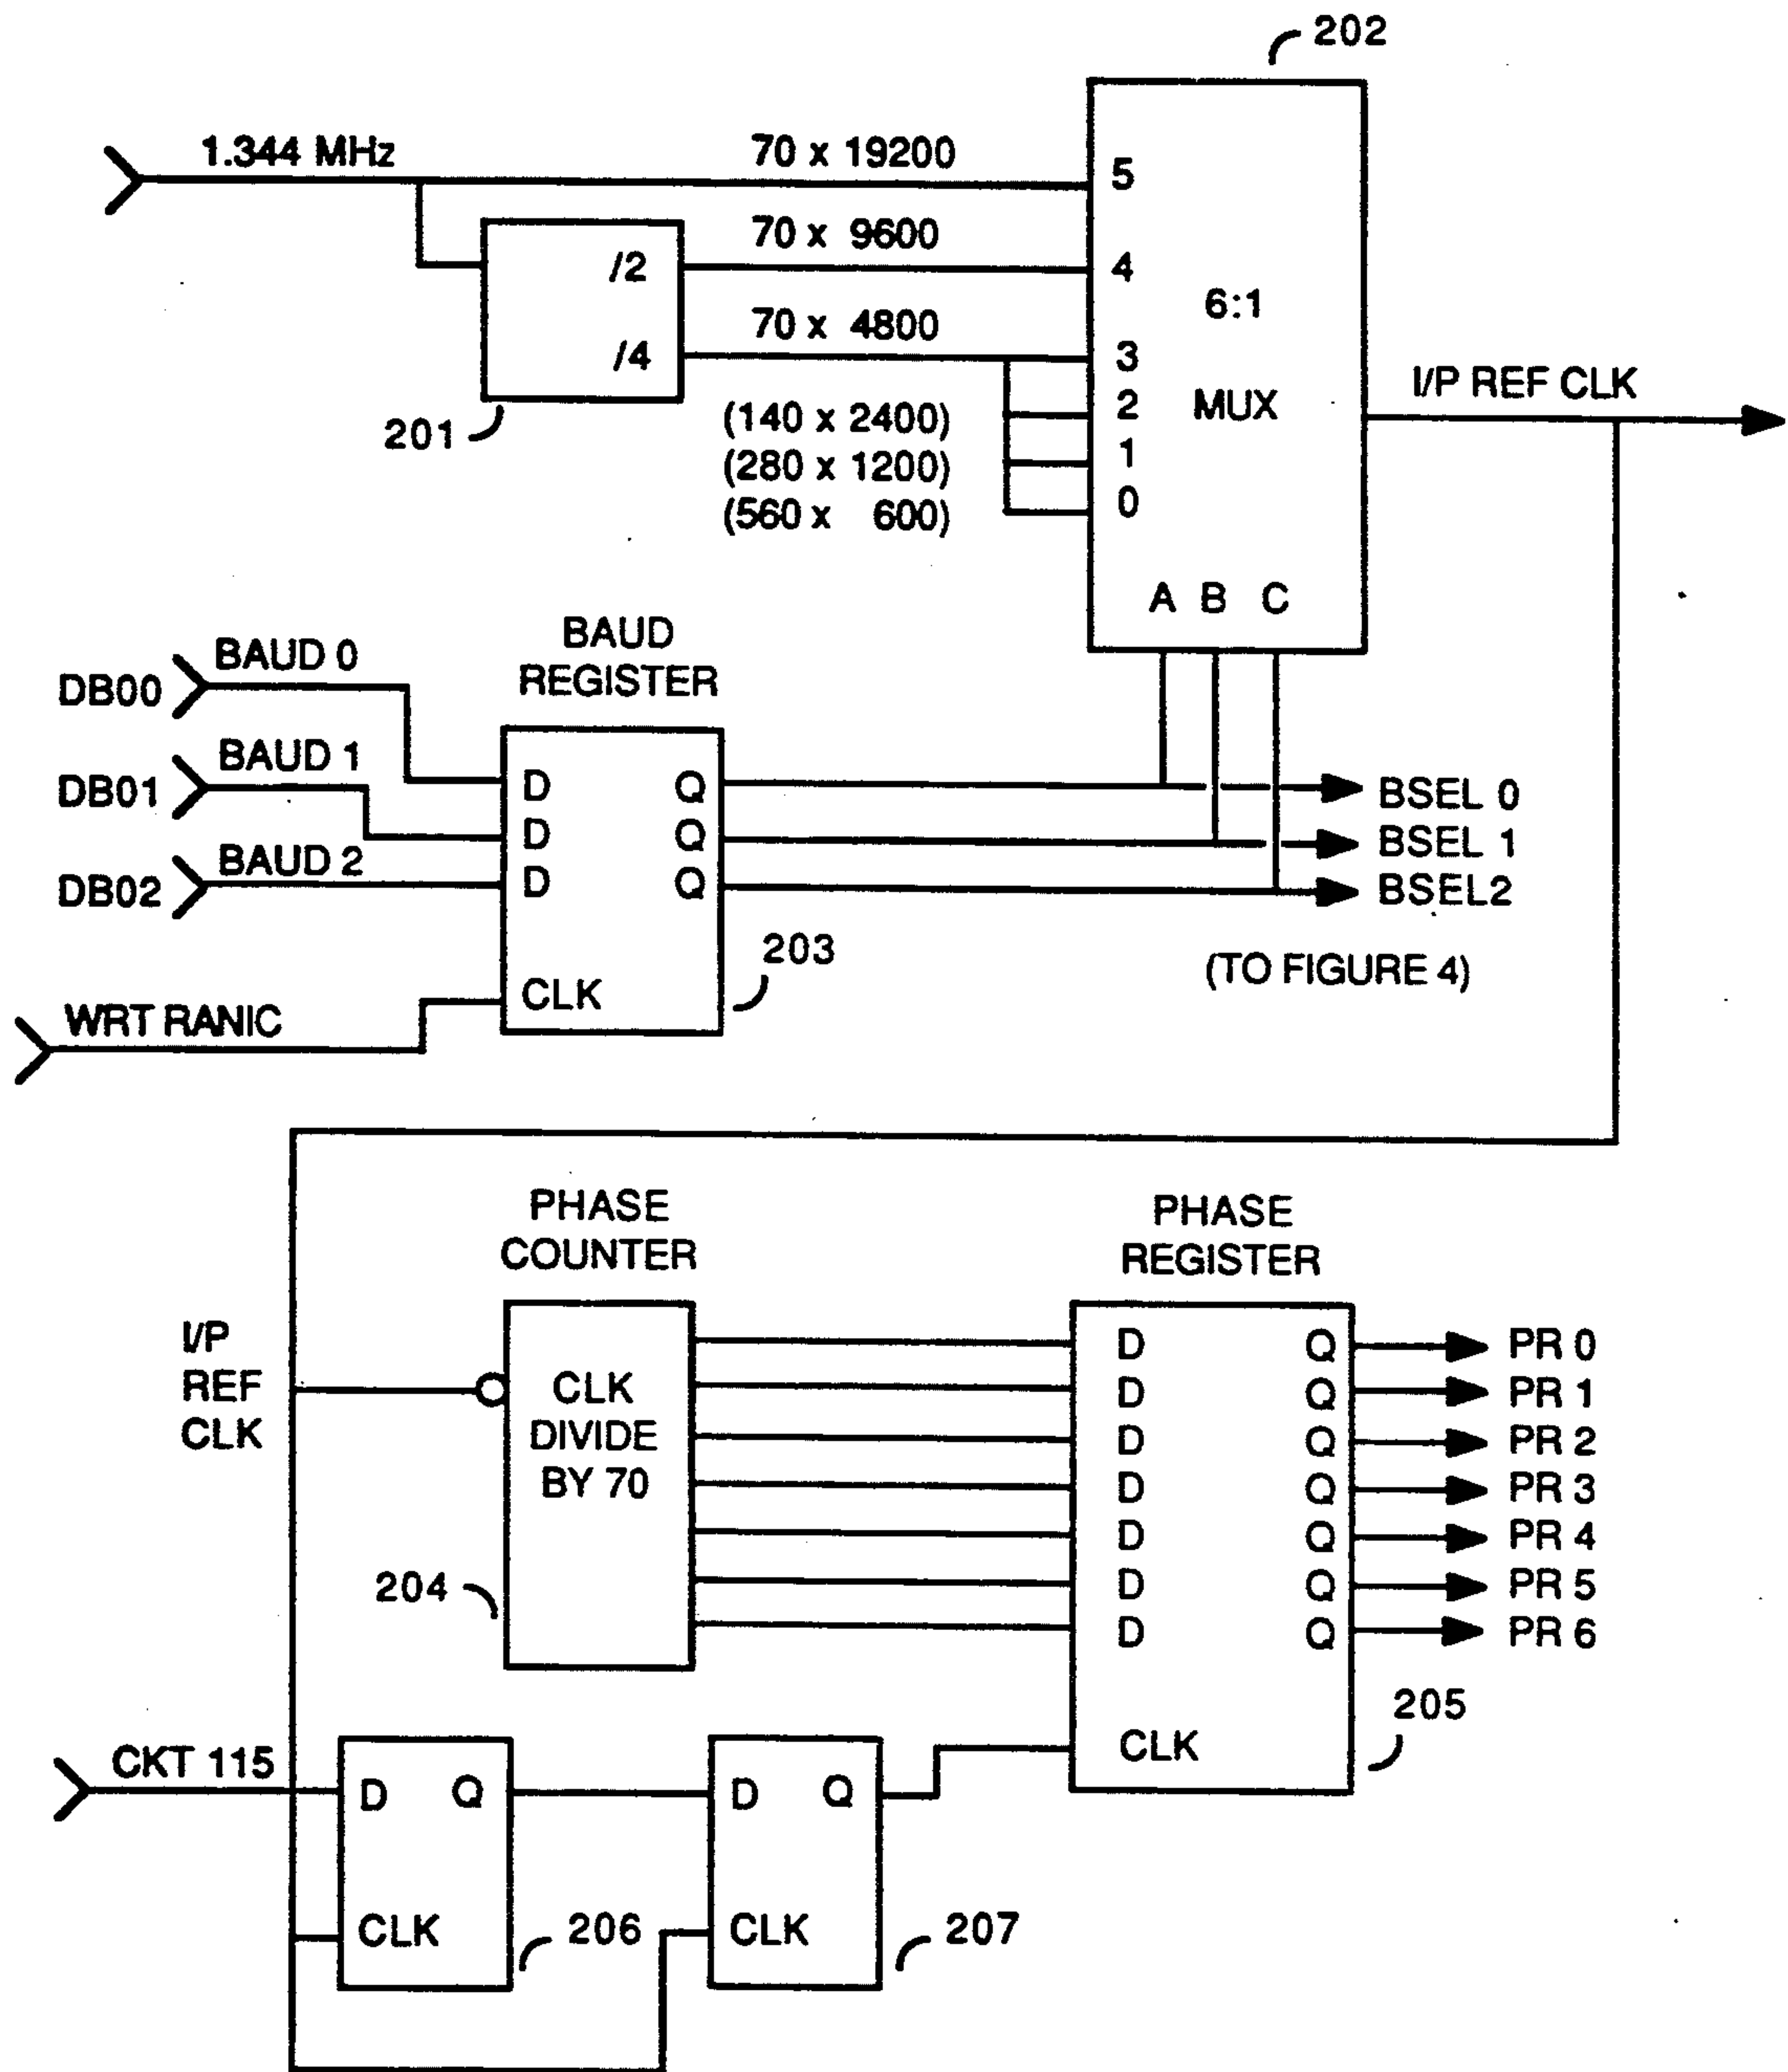 202
1.344 MHz
70 x 19200
5
/2
70 x 9600
4
6:1
/4
70 x 4800
3
I/P REF CLK
201
(140 x 2400)
2
MUX
(280 x 1200)
1
(560 x 600)
0
A B C
BAUD
REGISTER
DB00
BAUD 0
DB01
BAUD 1
DB02
BAUD 2
D
Q
BSEL 0
D
Q
BSEL 1
D
Q
BSEL2
203
(TO FIGURE 4)
CLK
WRT RANIC
PHASE
COUNTER
PHASE
REGISTER
I/P
REF
CLK
CLK
DIVIDE
BY 70
D
Q
PR 0
D
Q
PR 1
D
Q
PR 2
D
Q
PR 3
D
Q
PR 4
D
Q
PR 5
D
Q
PR 6
204
205
CLK
CKT 115
D
Q
D
Q
CLK
206
CLK
207